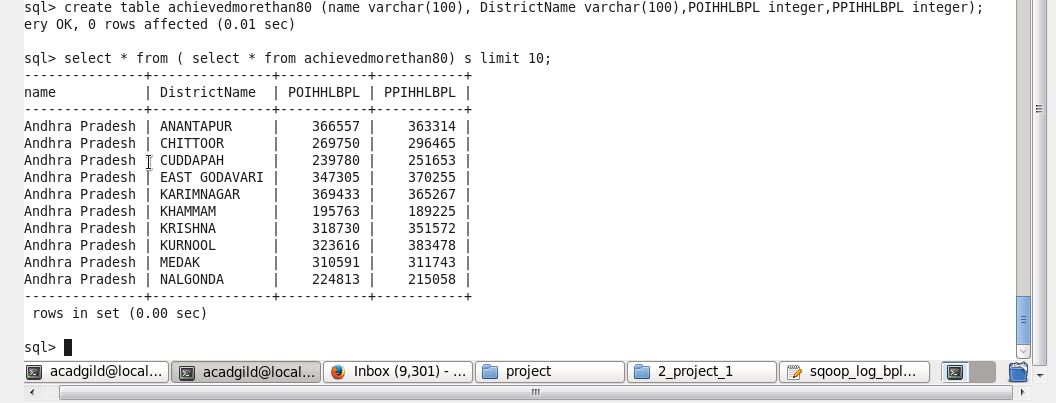 sql> create table achievedmorethan80 (name varchar(100), DistrictName varchar(100),POIHHLBPL integer,PPIHHLBPL integer);
ery OK, 0 rows affected (0.01 sec)
sql> select * from ( select * from achievedmorethan80) s limit 10;
---------------+---------------+-----------+-----------+
name | DistrictName | POIHHLBPL | PPIHHLBPL |
---------------+---------------+-----------+-----------+
Andhra Pradesh | ANANTAPUR | 366557 | 363314 |
Andhra Pradesh | CHITTOOR | 269750 | 296465 |
Andhra Pradesh | CUDDAPAH | 239780 | 251653 |
Andhra Pradesh | EAST GODAVARI | 347305 | 370255 |
Andhra Pradesh | KARIMNAGAR | 369433 | 365267 |
Andhra Pradesh | KHAMMAM | 195763 | 189225 |
Andhra Pradesh | KRISHNA | 318730 | 351572 |
Andhra Pradesh | KURNOOL | 323616 | 383478 |
Andhra Pradesh | MEDAK | 310591 | 311743 |
Andhra Pradesh | NALGONDA | 224813 | 215058 |
---------------+---------------+-----------+-----------+
rows in set (0.00 sec)
sql>
acadgild@local... acadgild@local... Inbox (9,301) - ... project 2_project_1 sqoop_log_bpl...